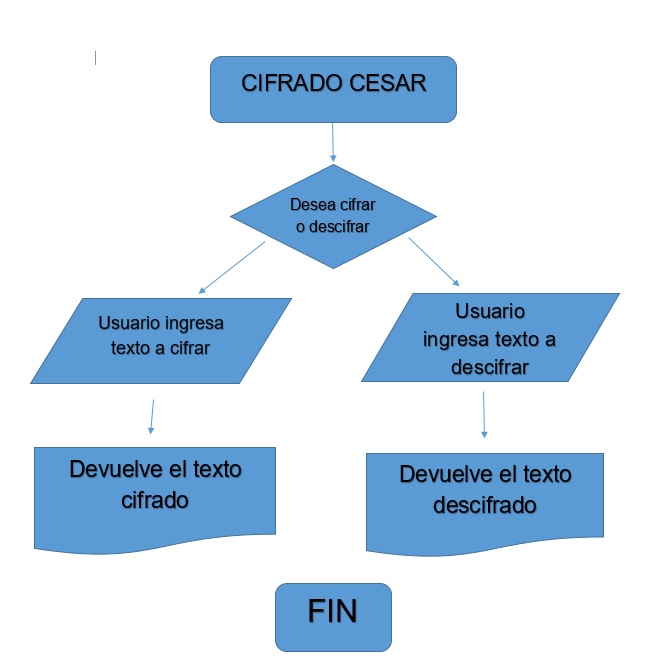 CIFRADO CESAR
Desea cifrar
o descifrar
Usuario ingresa
texto a cifrar
Usuario
ingresa texto a
descifrar
Devuelve el texto
cifrado
Devuelve el texto
descifrado
FIN